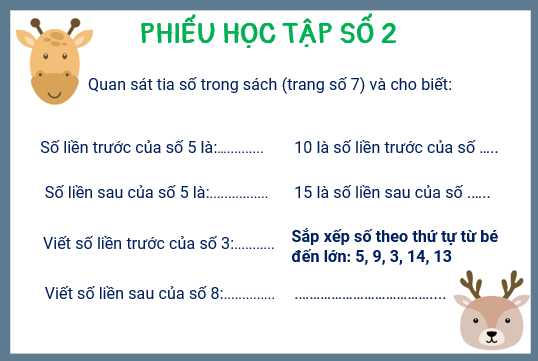 PHIẾU HỌC TẬP SỐ 2
Quan sát tia số trong sách (trang số 7) và cho biết:
Số liền trước của số 5 là:............
10 là số liền trước của số .....
Số liền sau của số 5 là:................
15 là số liền sau của số ......
Viết số liền trước của số 3:...........
Sắp xếp số theo thứ tự từ bé
đến lớn: 5, 9, 3, 14, 13
Viết số liền sau của số 8:.............
.......................................